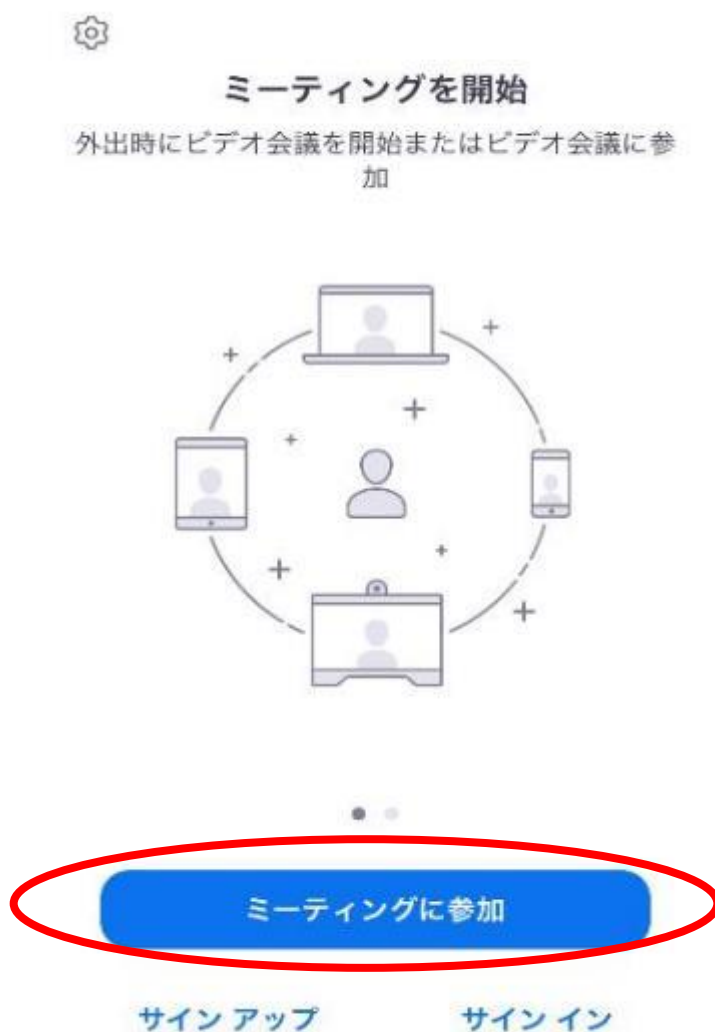 ミーティングを開始
外出時にビデオ会議を開始またはビデオ会議に参
加
ミーティングに参加
サイン アップ サイン イン